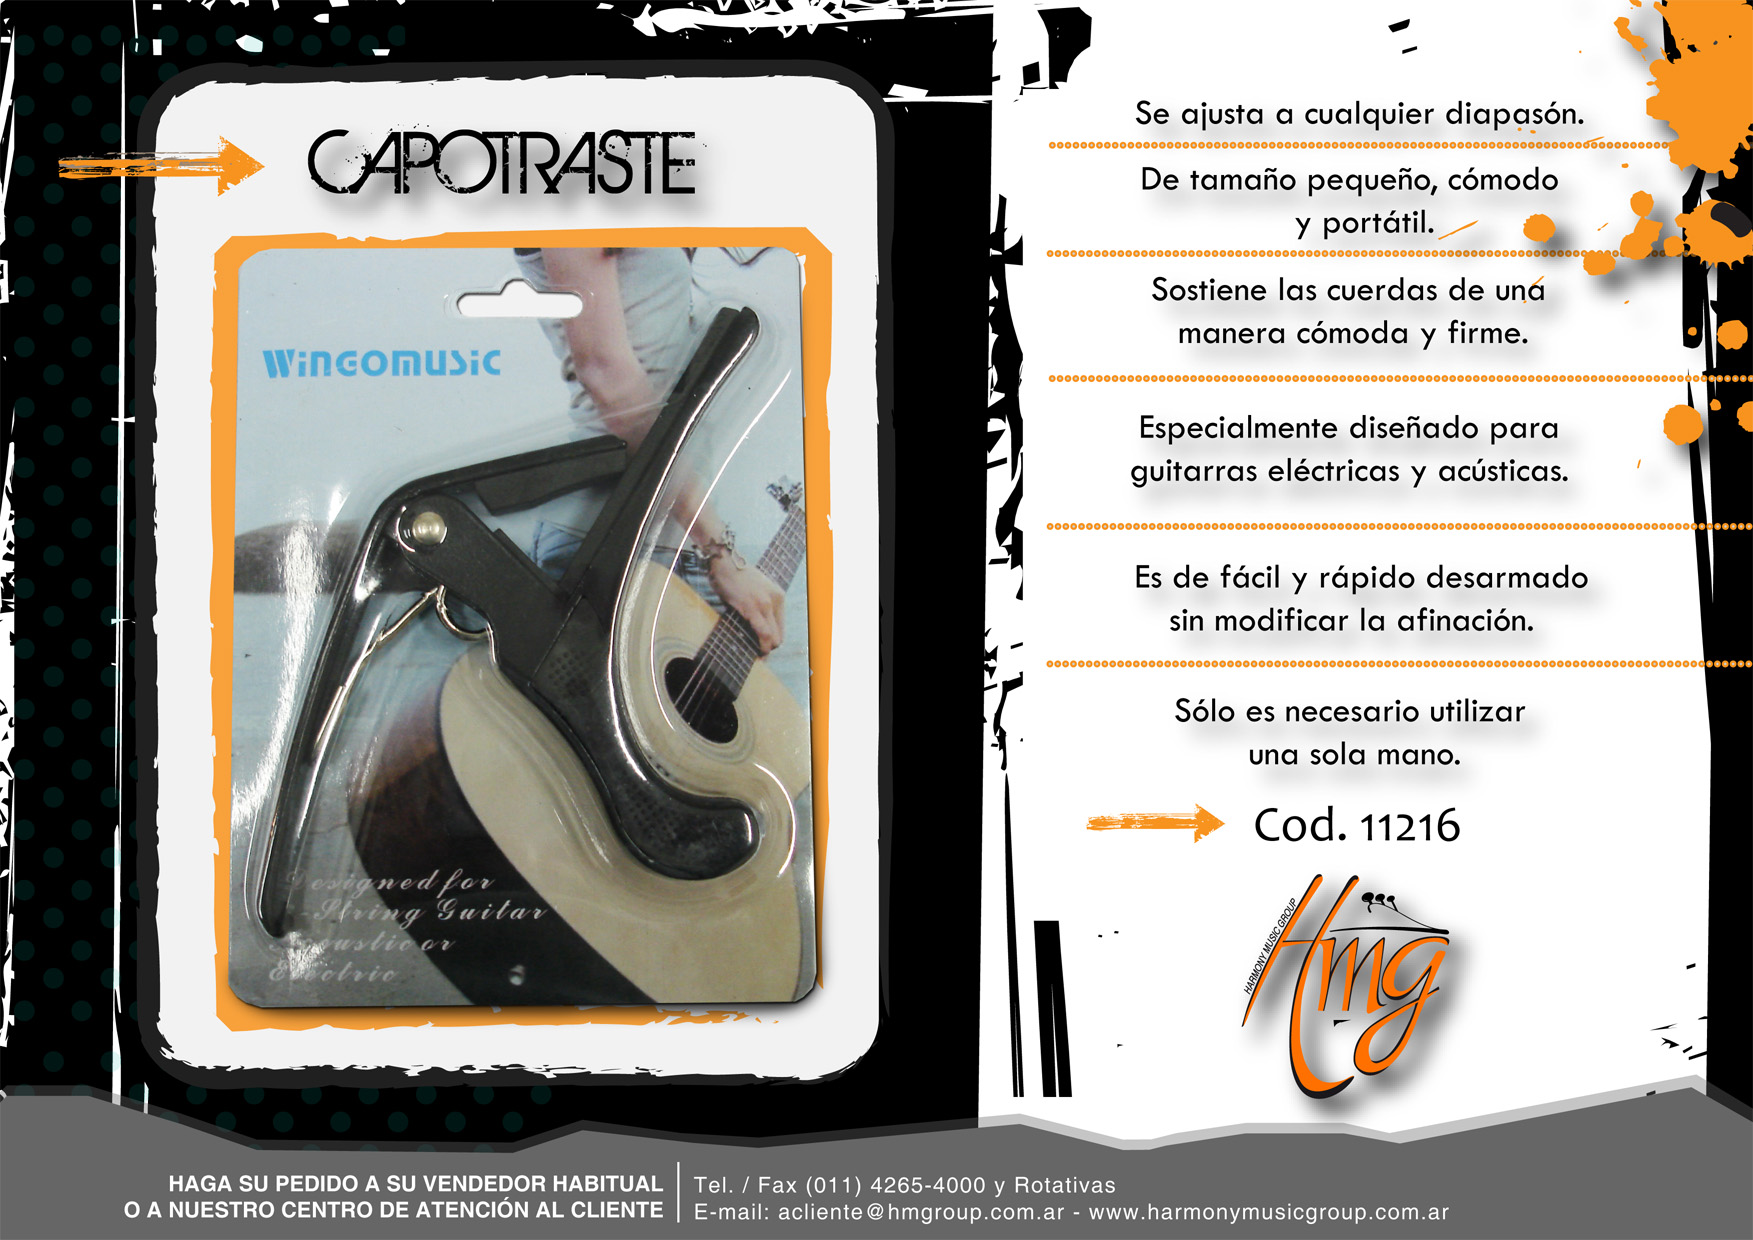 CAPOTRASTE
Wingomusic
Designed for
-String Guitar
Acoustic or
Electric
Se ajusta a cualquier diapasón.
De tamaño pequeño, cómodo
y portátil.
Sostiene las cuerdas de una
manera cómoda y firme.
Especialmente diseñado para
guitarras eléctricas y acústicas.
Es de fácil y rápido desarmado
sin modificar la afinación.
Sólo es necesario utilizar
una sola mano.
Cod. 11216
HARMONY MUSIC GROUP
Hmg
HAGA SU PEDIDO A SU VENDEDOR HABITUAL
O A NUESTRO CENTRO DE ATENCIÓN AL CLIENTE
Tel. / Fax (011) 4265-4000 y Rotativas
E-mail: acliente@hmgroup.com.ar - www.harmonymusicgroup.com.ar